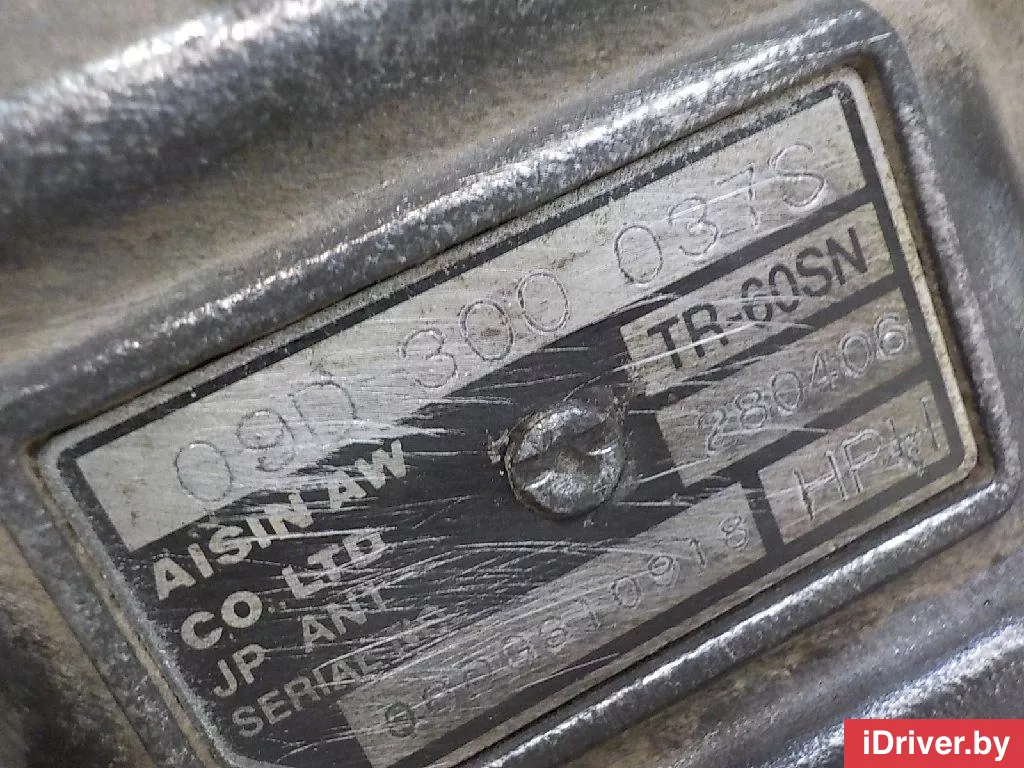 09D 300 037S
TR-60SN
280406
AISIN AW
CO LTD
HPW
JP ANT
SERIAL
iDriver.by